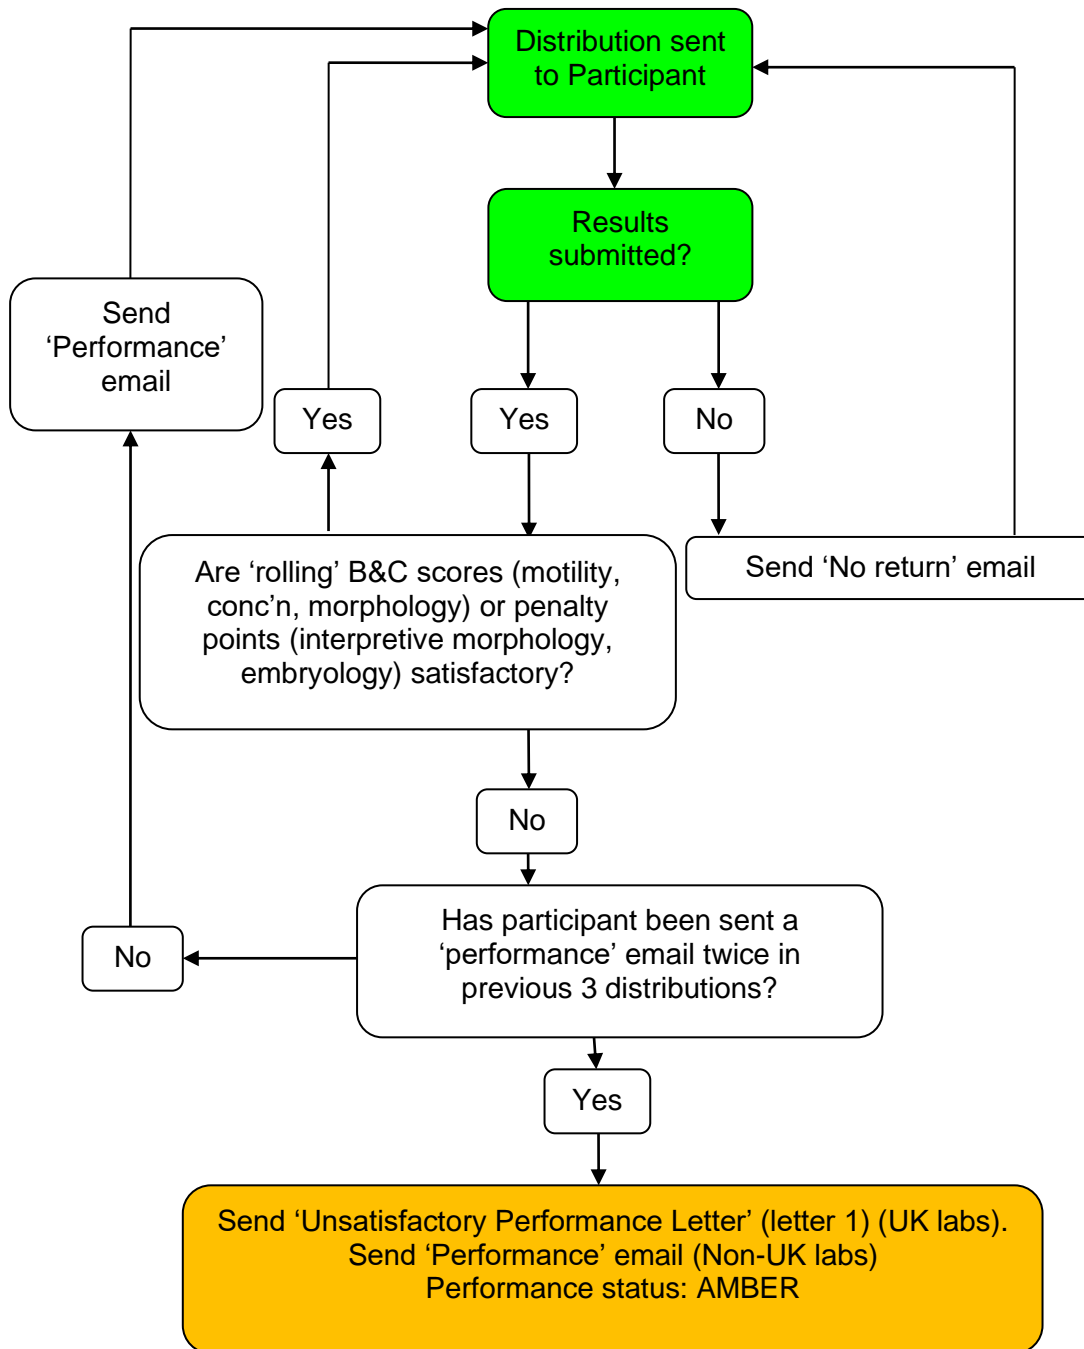 Distribution sent
to Participant
Results
submitted?
Send
‘Performance’
email
Yes
Yes
No
Are ‘rolling’ B&C scores (motility,
conc’n, morphology) or penalty
points (interpretive morphology,
embryology) satisfactory?
Send ‘No return’ email
No
Has participant been sent a
‘performance’ email twice in
previous 3 distributions?
No
Yes
Send ‘Unsatisfactory Performance Letter’ (letter 1) (UK labs).
Send ‘Performance’ email (Non-UK labs)
Performance status: AMBER